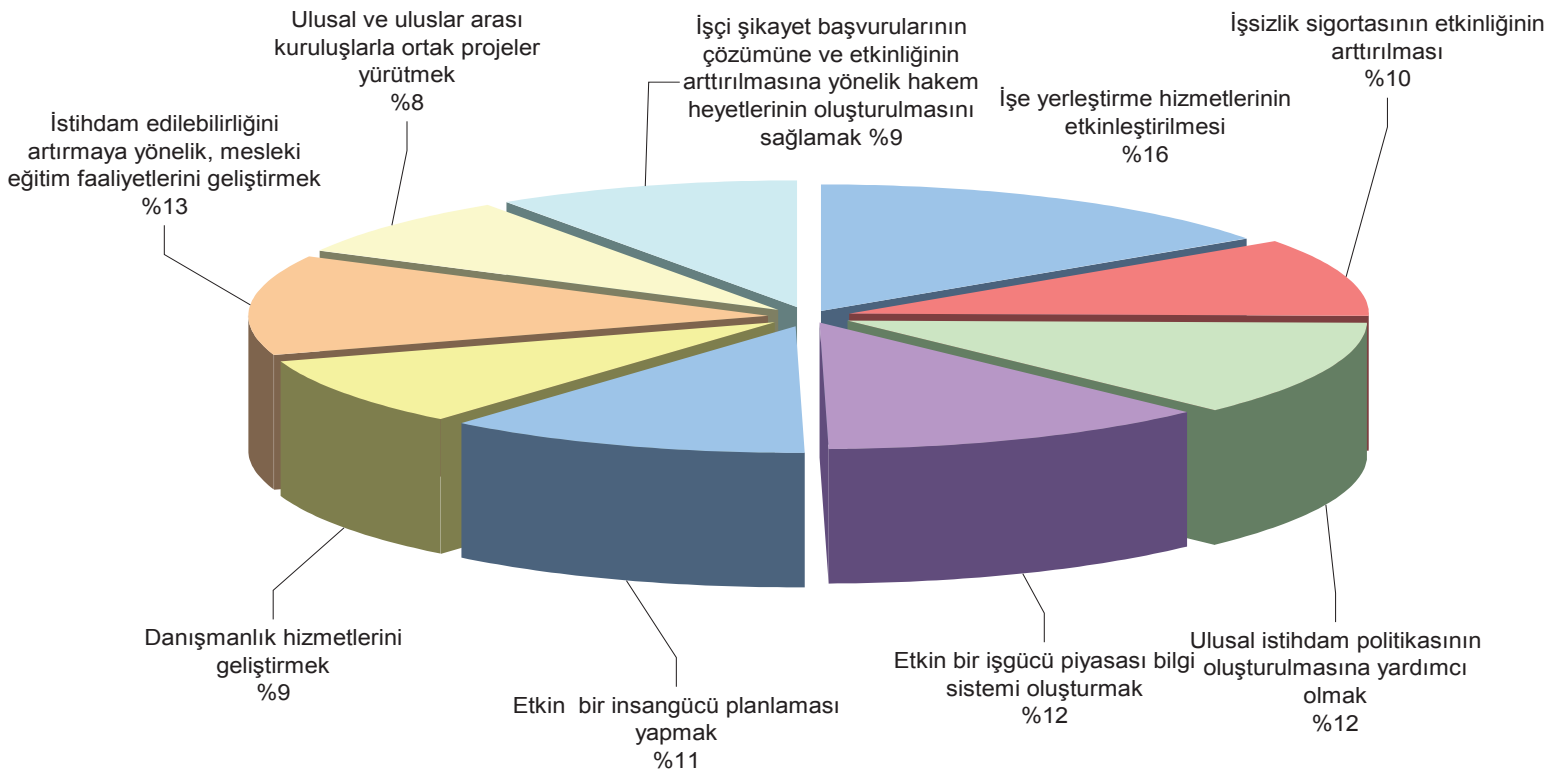 Ulusal ve uluslar arası
kuruluşlarla ortak projeler
yürütmek
%8
İşçi şikayet başvurularının
çözümüne ve etkinliğinin
arttırılmasına yönelik hakem
heyetlerinin oluşturulmasını
sağlamak %9
İşsizlik sigortasının etkinliğinin
arttırılması
%10
İşe yerleştirme hizmetlerinin
etkinleştirilmesi
%16
İstihdam edilebilirliğini
artırmaya yönelik, mesleki
eğitim faaliyetlerini geliştirmek
%13
Danışmanlık hizmetlerini
geliştirmek
%9
Etkin bir insangücü planlaması
yapmak
%11
Etkin bir işgücü piyasası bilgi
sistemi oluşturmak
%12
Ulusal istihdam politikasının
oluşturulmasına yardımcı
olmak
%12